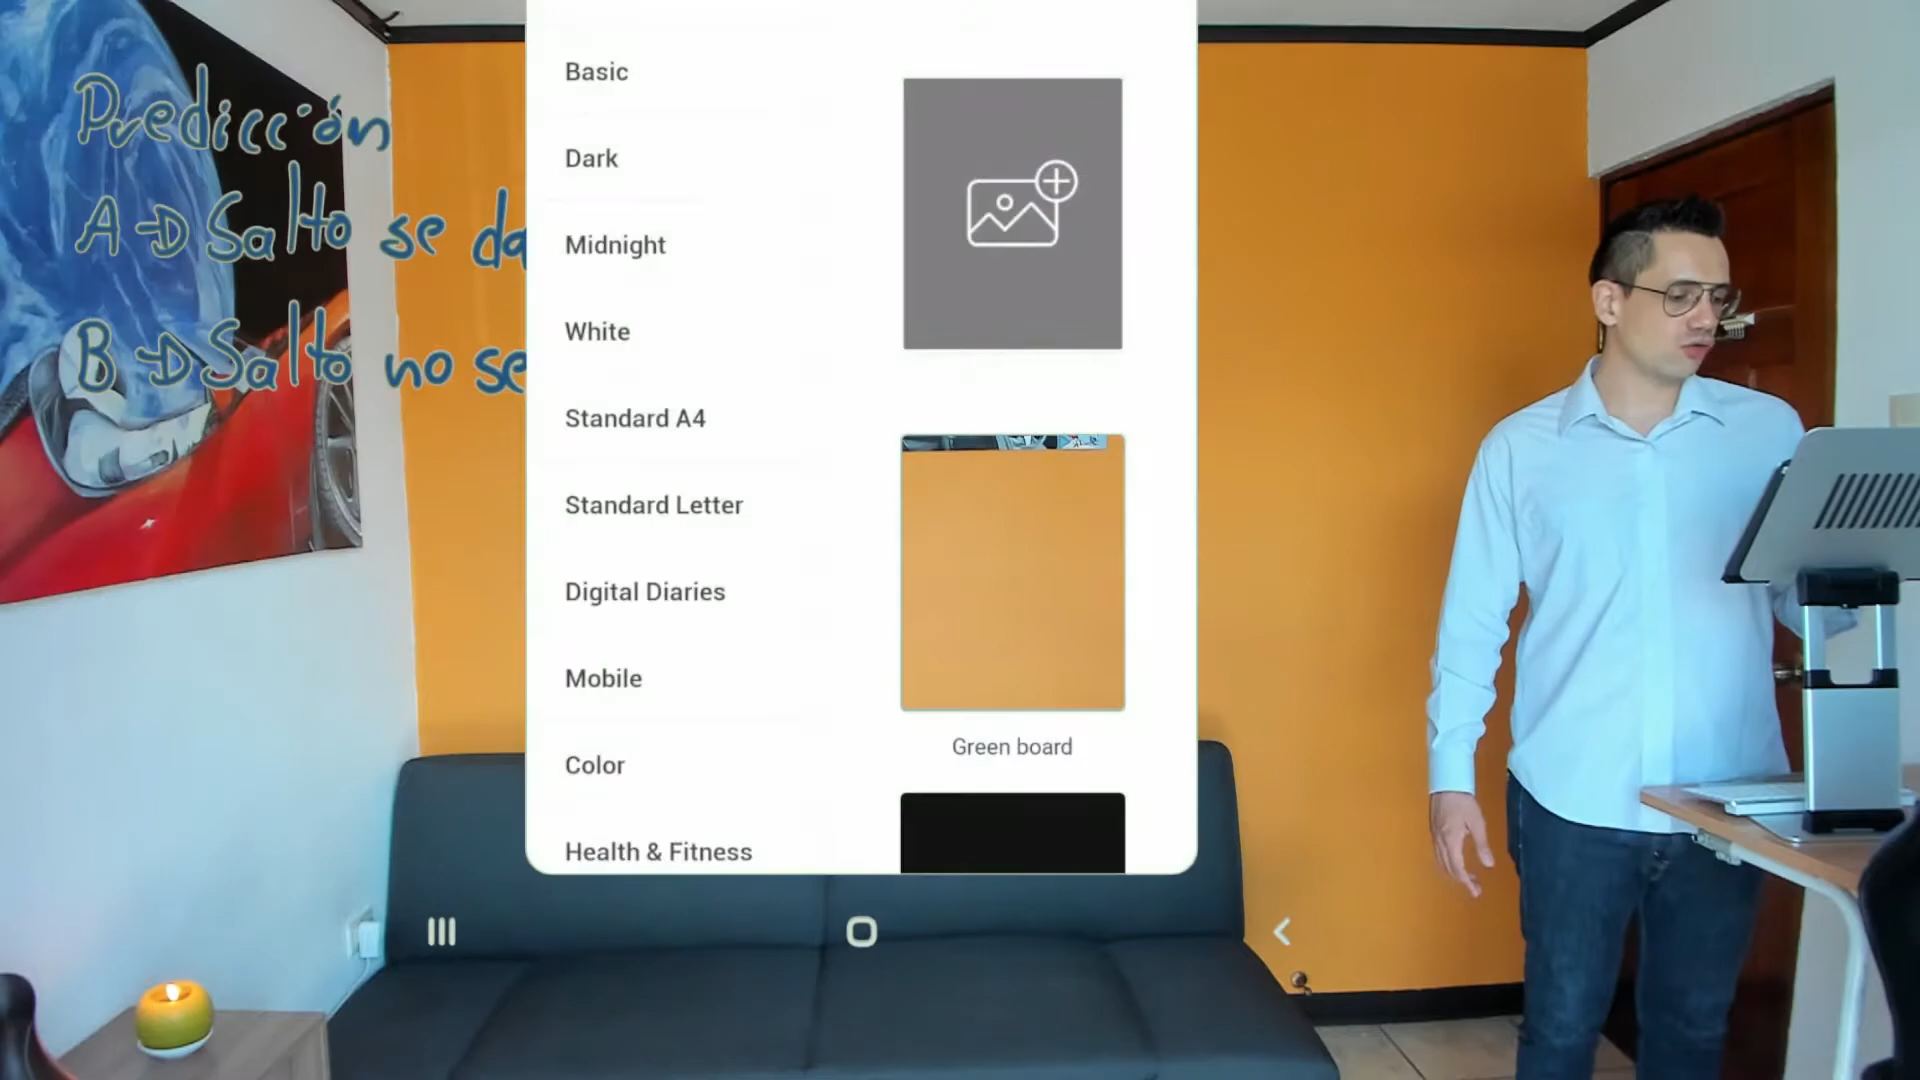 Predicción
A → Salto se da
B → Salto no se
Basic
Dark
Midnight
White
Standard A4
Standard Letter
Digital Diaries
Mobile
Color
Health & Fitness
Green board